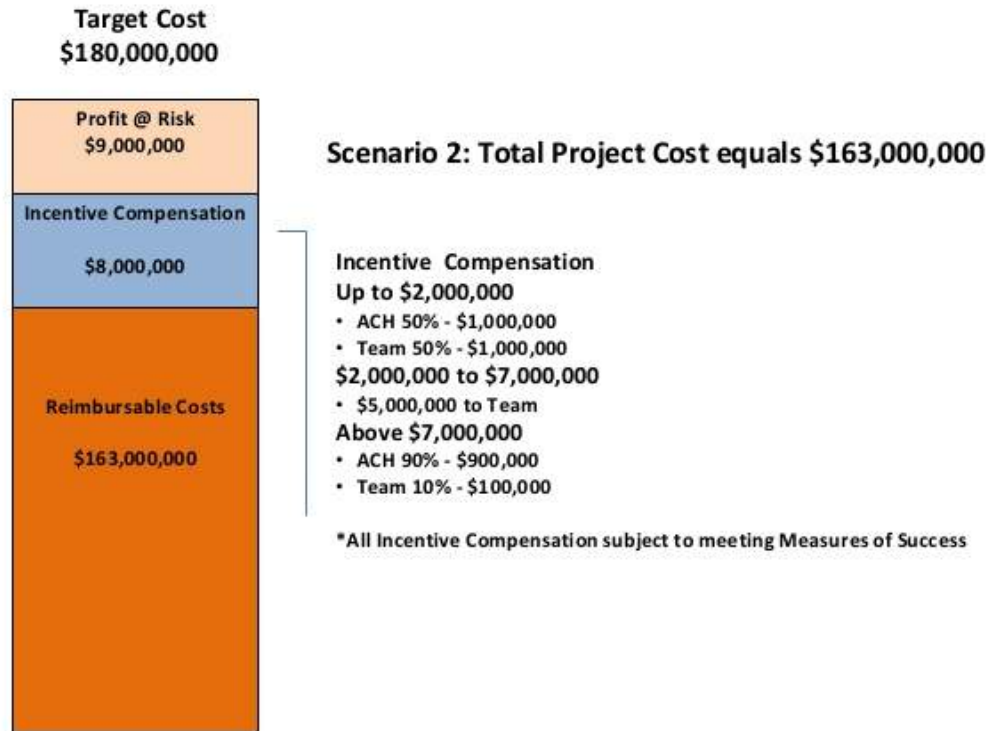 Target Cost
$180,000,000
Profit @ Risk
$9,000,000
Scenario 2: Total Project Cost equals $163,000,000
Incentive Compensation
$8,000,000
Incentive Compensation
Up to $2,000,000
• ACH 50% - $1,000,000
• Team 50% - $1,000,000
$2,000,000 to $7,000,000
• $5,000,000 to Team
Above $7,000,000
• ACH 90% - $900,000
• Team 10% - $100,000
Reimbursable Costs
$163,000,000
*All Incentive Compensation subject to meeting Measures of Success